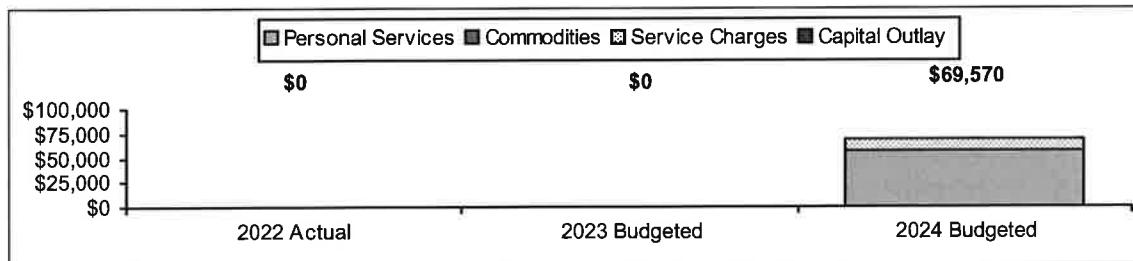 Personal Services Commodities Service Charges Capital Outlay
$0 $0 $69,570
$100,000
$75,000
$50,000
$25,000
$0
2022 Actual 2023 Budgeted 2024 Budgeted